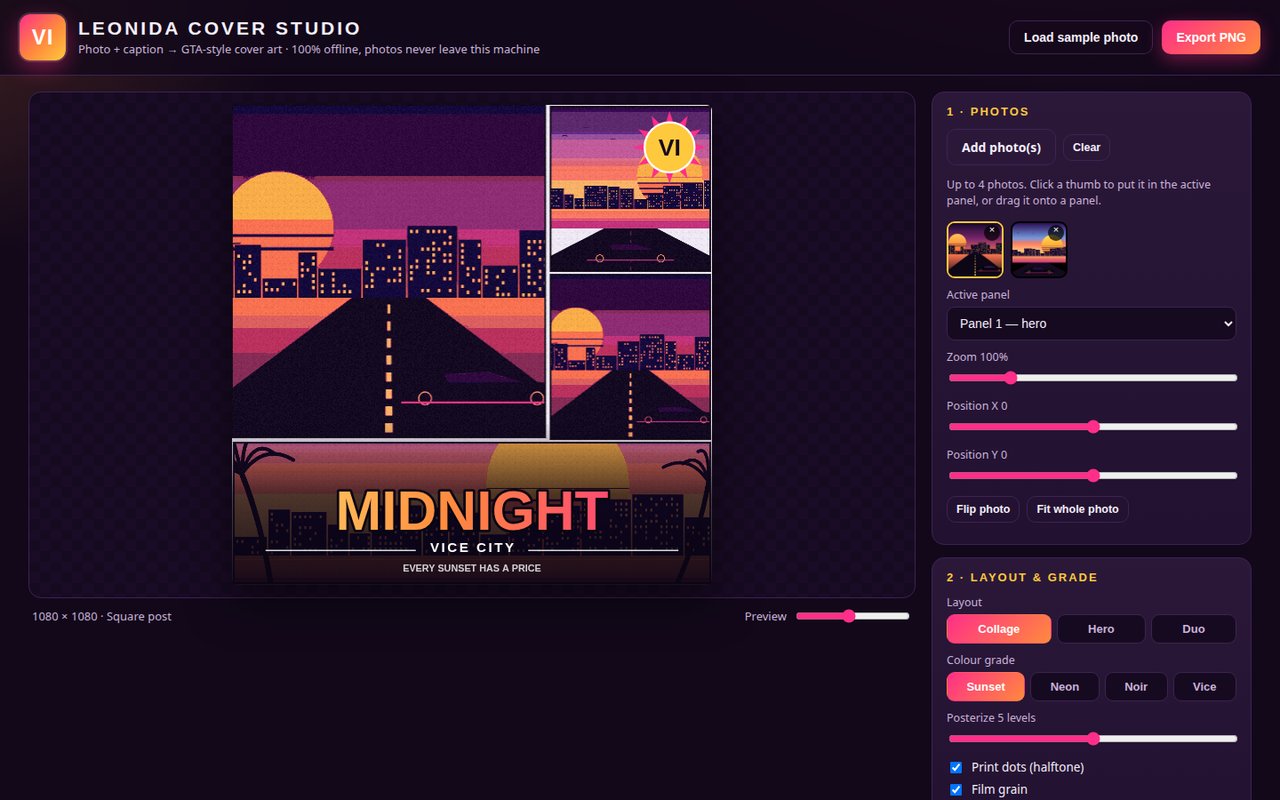 VI
LEONIDA COVER STUDIO
Photo + caption → GTA-style cover art · 100% offline, photos never leave this machine
Load sample photo
Export PNG
VI
MIDNIGHT
VICE CITY
EVERY SUNSET HAS A PRICE
1080 × 1080 · Square post
Preview
1 · PHOTOS
Add photo(s)
Clear
Up to 4 photos. Click a thumb to put it in the active
panel, or drag it onto a panel.
×
×
Active panel
Panel 1 — hero
Zoom 100%
Position X 0
Position Y 0
Flip photo
Fit whole photo
2 · LAYOUT & GRADE
Layout
Collage
Hero
Duo
Colour grade
Sunset
Neon
Noir
Vice
Posterize 5 levels
Print dots (halftone)
Film grain